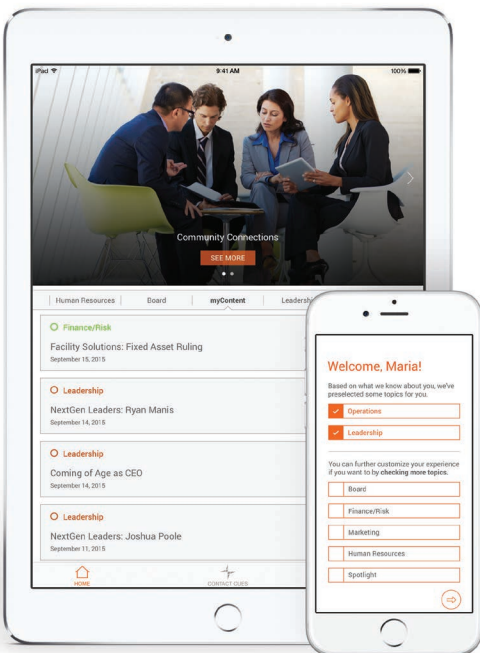 iPad
9:41 AM
100%
Community Connections
SEE MORE
Human Resources
Board
myContent
Leadersh
Finance/Risk
Facility Solutions: Fixed Asset Ruling
September 15, 2015
Leadership
NextGen Leaders: Ryan Manis
September 14, 2015
Leadership
Coming of Age as CEO
September 14, 2015
Leadership
NextGen Leaders: Joshua Poole
September 11, 2015
HOME
CONTACT CUES
Welcome, Maria!
Based on what we know about you, we've
preselected some topics for you.
Operations
Leadership
You can further customize your experience
if you want to by checking more topics.
Board
Finance/Risk
Marketing
Human Resources
Spotlight